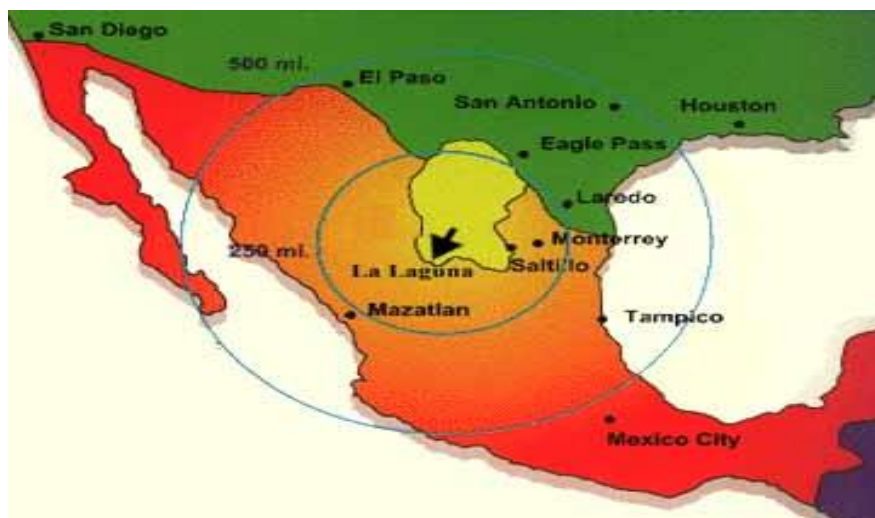 San Diego
500 mi.
El Paso
San Antonio
Houston
Eagle Pass
Laredo
250 mi.
Monterrey
Saltillo
La Laguna
Mazatlan
Tampico
Mexico City